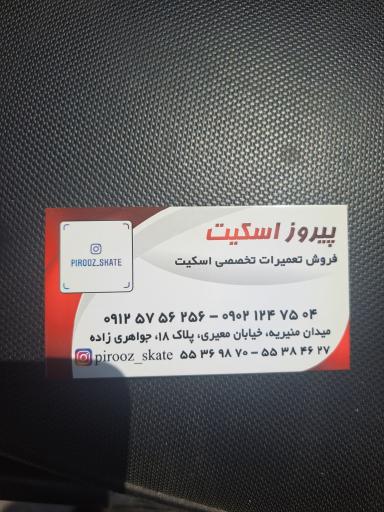 پیروز اسکیت
فروش تعمیرات تخصصی اسکیت
PIROOZ_SKATE
۰۹۱۲ ۵۷ ۵۶ ۲۵۶ – ۰۹۰۲ ۱۲۴ ۷۵ ۰۴
میدان منیریه، خیابان معیری، پلاک ۱۸، جواهری زاده
pirooz_skate ۵۵ ۳۶ ۹۸ ۷۰ – ۵۵ ۳۸ ۴۶ ۲۷